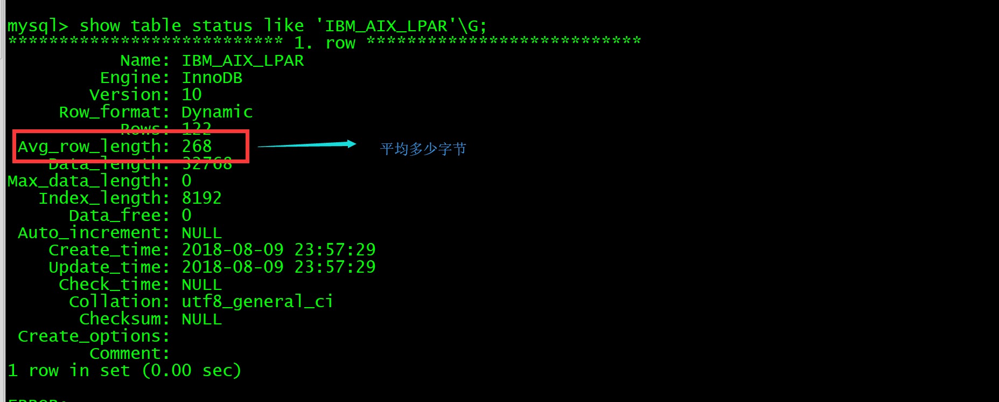 mysql> show table status like 'IBM_AIX_LPAR'\G;
*************************** 1. row ***************************
Name: IBM_AIX_LPAR
Engine: InnoDB
Version: 10
Row_format: Dynamic
Rows: 122
Avg_row_length: 268 平均多少字节
Data_length: 32768
Max_data_length: 0
Index_length: 8192
Data_free: 0
Auto_increment: NULL
Create_time: 2018-08-09 23:57:29
Update_time: 2018-08-09 23:57:29
Check_time: NULL
Collation: utf8_general_ci
Checksum: NULL
Create_options:
Comment:
1 row in set (0.00 sec)
ERROR: